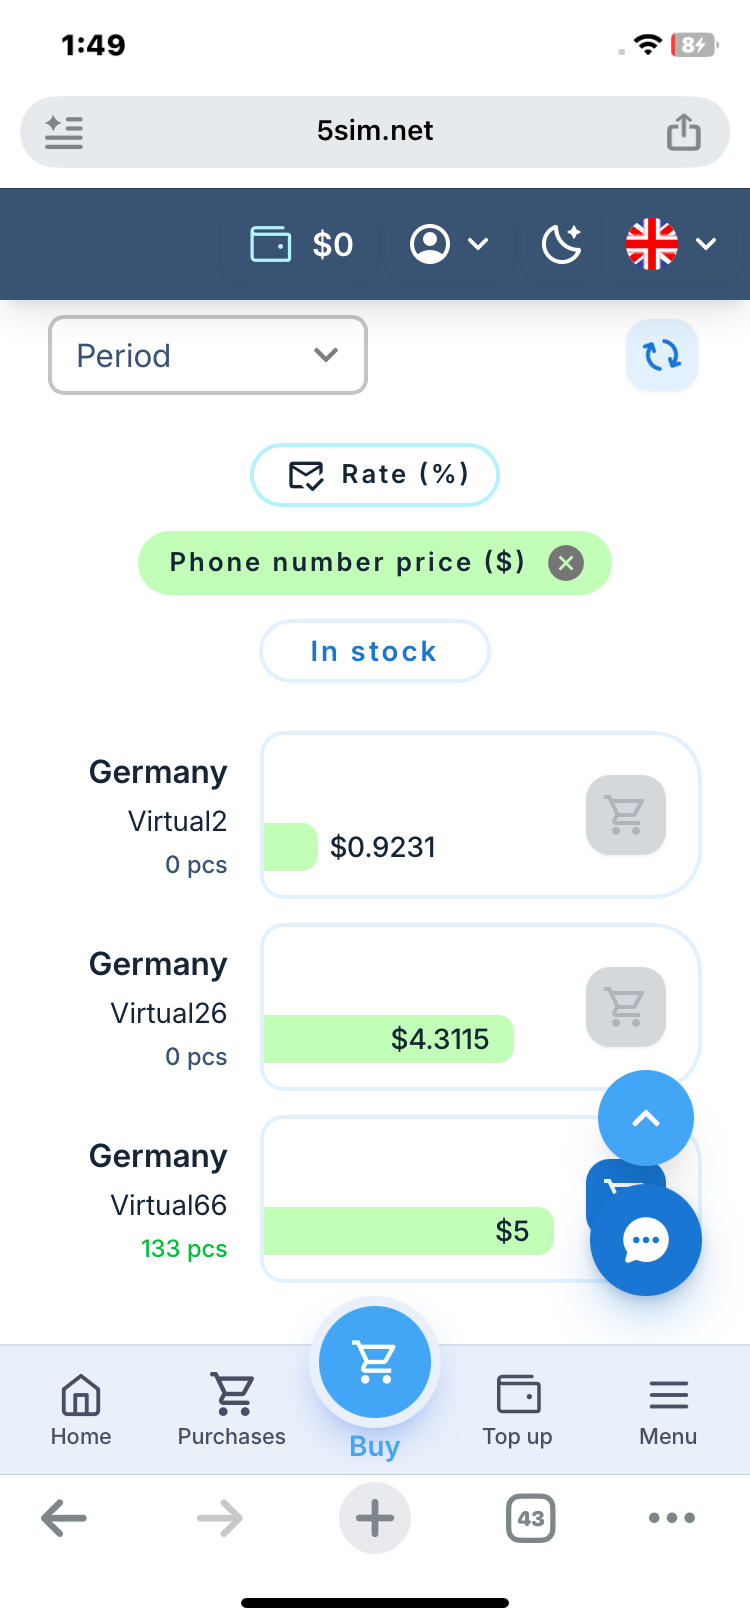 1:49
8
5sim.net
$0
Period
Rate (%)
Phone number price ($)
In stock
Germany
Virtual2
0 pcs
$0.9231
Germany
Virtual26
0 pcs
$4.3115
Germany
Virtual66
133 pcs
$5
Home
Purchases
Buy
Top up
Menu
43